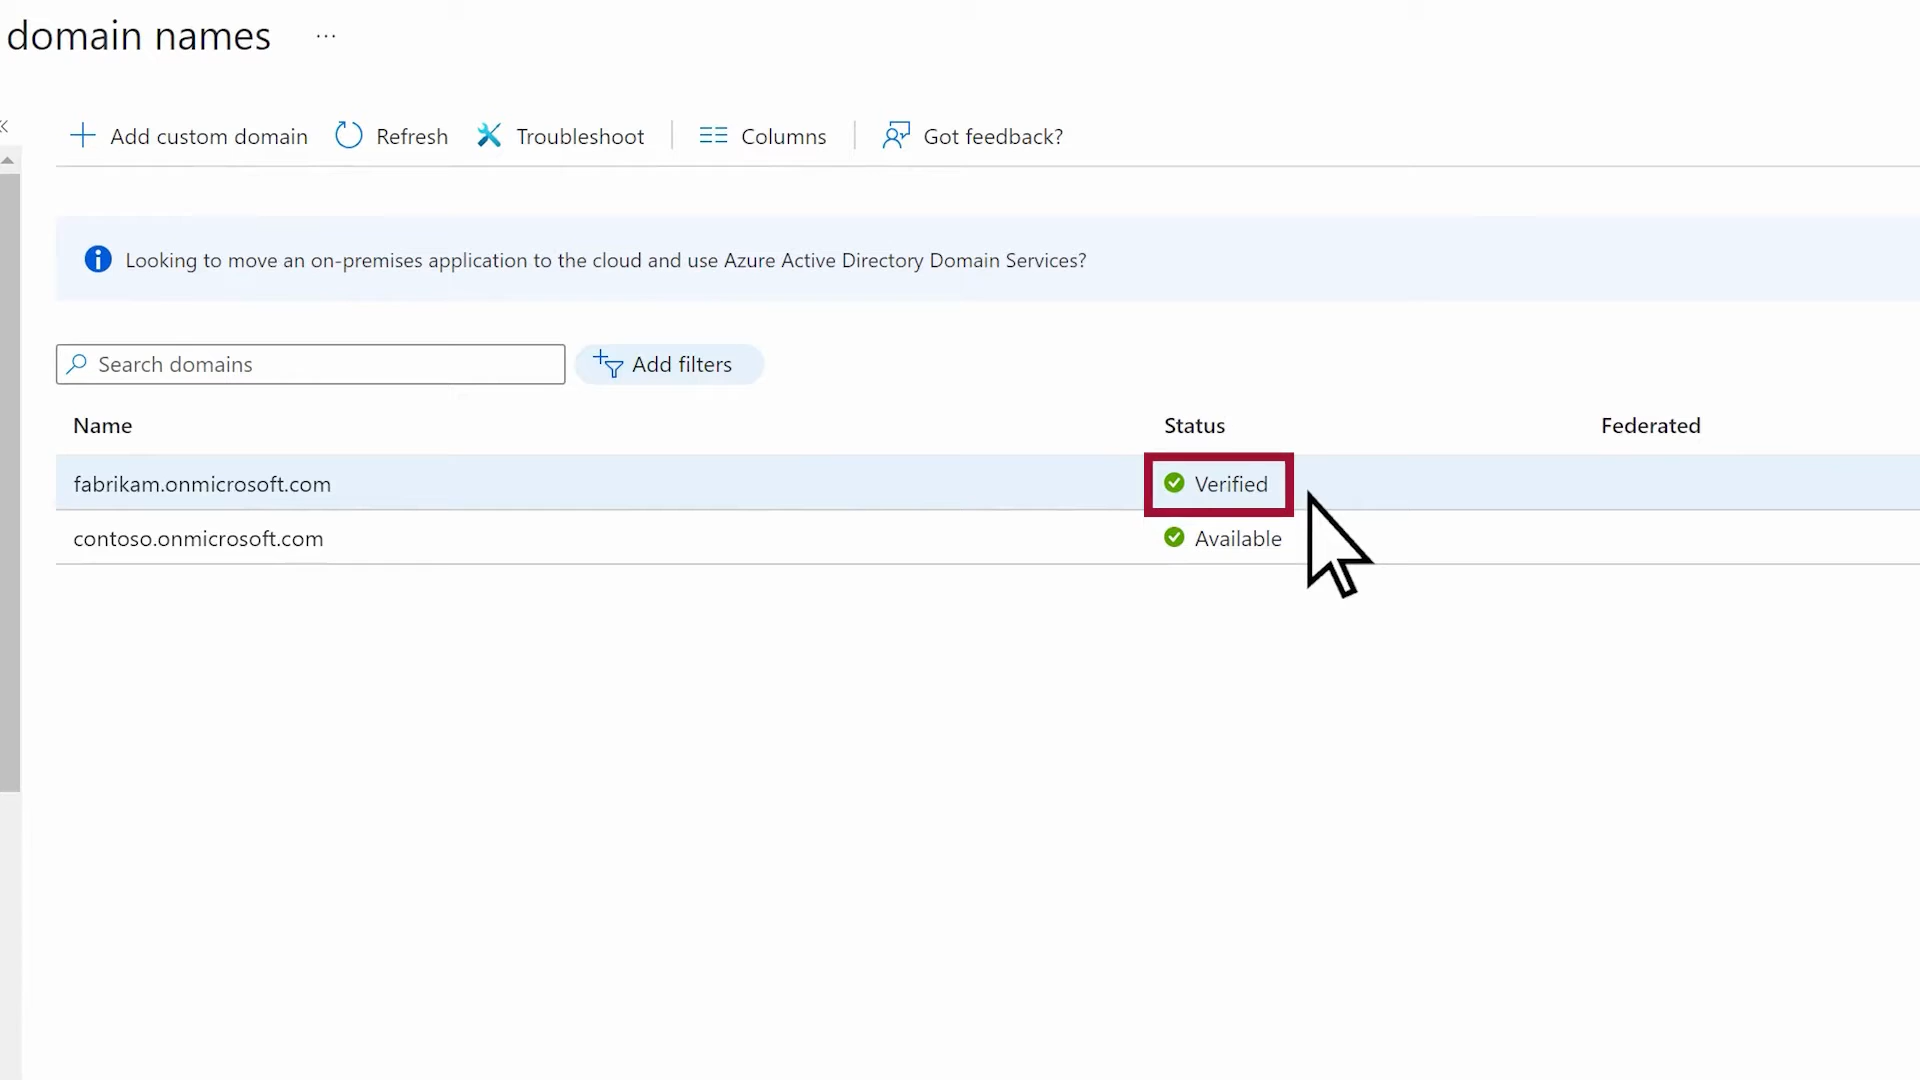 domain names ...
Add custom domain Refresh Troubleshoot Columns Got feedback?
Looking to move an on-premises application to the cloud and use Azure Active Directory Domain Services?
Search domains Add filters
Name Status Federated
fabrikam.onmicrosoft.com Verified
contoso.onmicrosoft.com Available